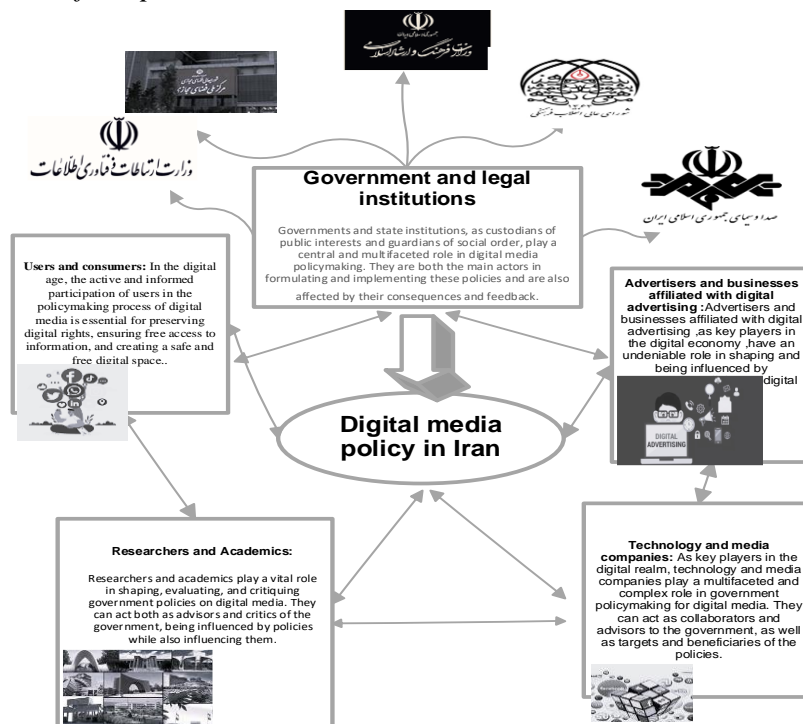 جمهوری اسلامی ایران
وزارت فرهنگ و ارشاد اسلامی
مرکز ملی فضای مجازی
شورای عالی انقلاب فرهنگی
وزارت ارتباطات و فناوری اطلاعات
صدا و سیمای جمهوری اسلامی ایران
Government and legal
institutions
Governments and state institutions, as custodians of
public interests and guardians of social order, play a
central and multifaceted role in digital media
policymaking. They are both the main actors in
formulating and implementing these policies and are also
affected by their consequences and feedback.
Users and consumers: In the digital
age, the active and informed
participation of users in the
policymaking process of digital
media is essential for preserving
digital rights, ensuring free access to
information, and creating a safe and
free digital space..
Advertisers and businesses
affiliated with digital
advertising :Advertisers and
businesses affiliated with digital
advertising ,as key players in
the digital economy ,have an
undeniable role in shaping and
being influenced by
digital
DIGITAL
ADVERTISING
Digital media
policy in Iran
Researchers and Academics:
Researchers and academics play a vital role
in shaping, evaluating, and critiquing
government policies on digital media. They
can act both as advisors and critics of the
government, being influenced by policies
while also influencing them.
Technology and media
companies: As key players in the
digital realm, technology and media
companies play a multifaceted and
complex role in government
policymaking for digital media. They
can act as collaborators and
advisors to the government, as well
as targets and beneficiaries of the
policies.